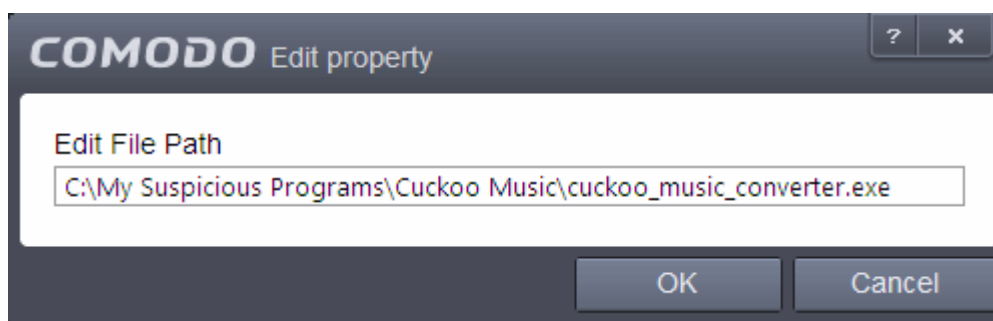 COMODO Edit property
? ×
Edit File Path
C:\My Suspicious Programs\Cuckoo Music\cuckoo_music_converter.exe
OK Cancel